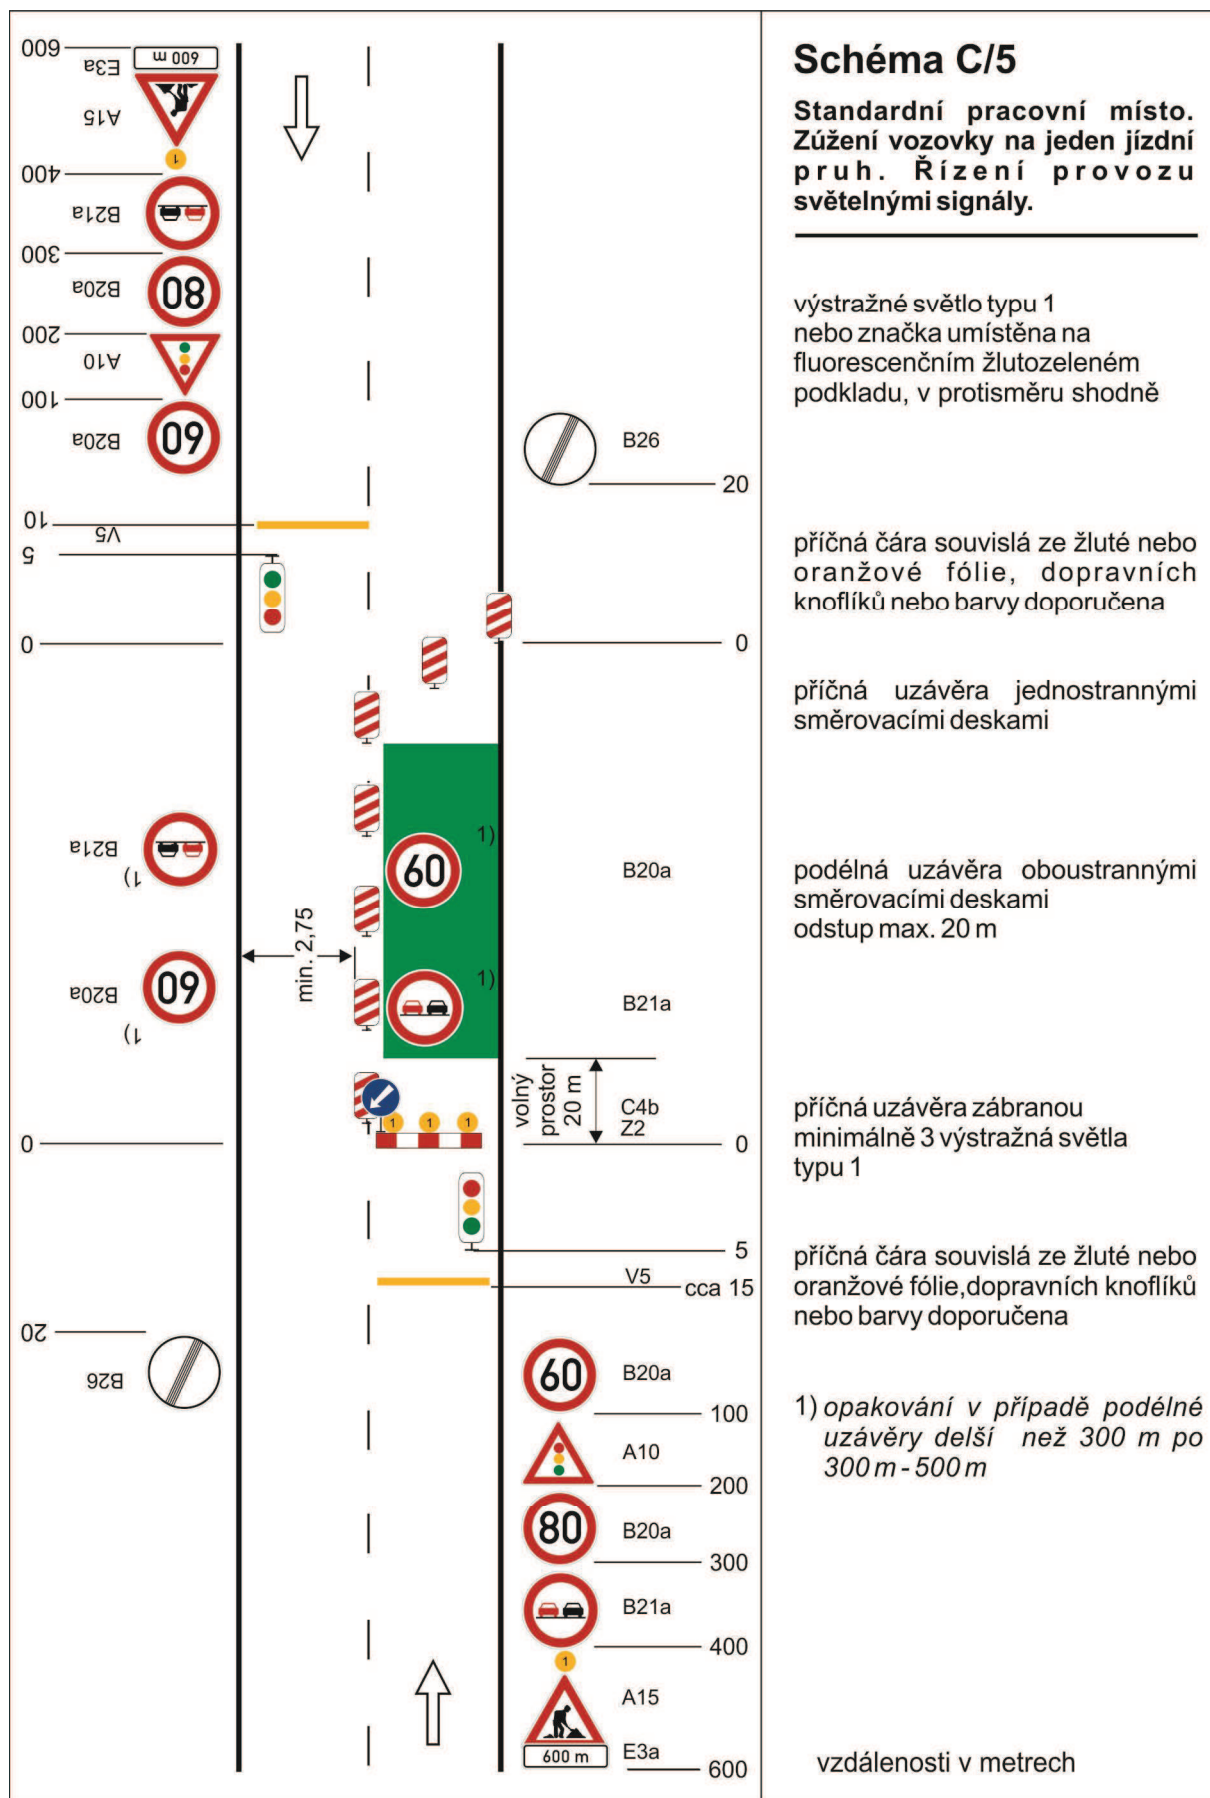 Schéma C/5
Standardní pracovní místo.
Zúžení vozovky na jeden jízdní
pruh. Řízení provozu
světelnými signály.
výstražné světlo typu 1
nebo značka umístěna na
fluorescenčním žlutozeleném
podkladu, v protisměru shodně
příčná čára souvislá ze žluté nebo
oranžové fólie, dopravních
knoflíků nebo barvy doporučena
příčná uzávěra jednostrannými
směrovacími deskami
podélná uzávěra oboustrannými
směrovacími deskami
odstup max. 20 m
příčná uzávěra zábranou
minimálně 3 výstražná světla
typu 1
příčná čára souvislá ze žluté nebo
oranžové fólie,dopravních knoflíků
nebo barvy doporučena
1) opakování v případě podélné
uzávěry delší než 300 m po
300 m - 500 m
vzdálenosti v metrech
600
600 m
E3a
A15
1
400
B21a
300
B20a
80
200
A10
100
B20a
60
10
V5
5
0
B21a
1)
B20a
60
1)
0
20
B26
min. 2,75
B26
20
0
60
1)
B20a
1)
B21a
volný
prostor
20 m
C4b
Z2
1 1 1
0
5
V5
cca 15
60
B20a
100
A10
200
80
B20a
300
B21a
400
1
A15
600 m
E3a
600